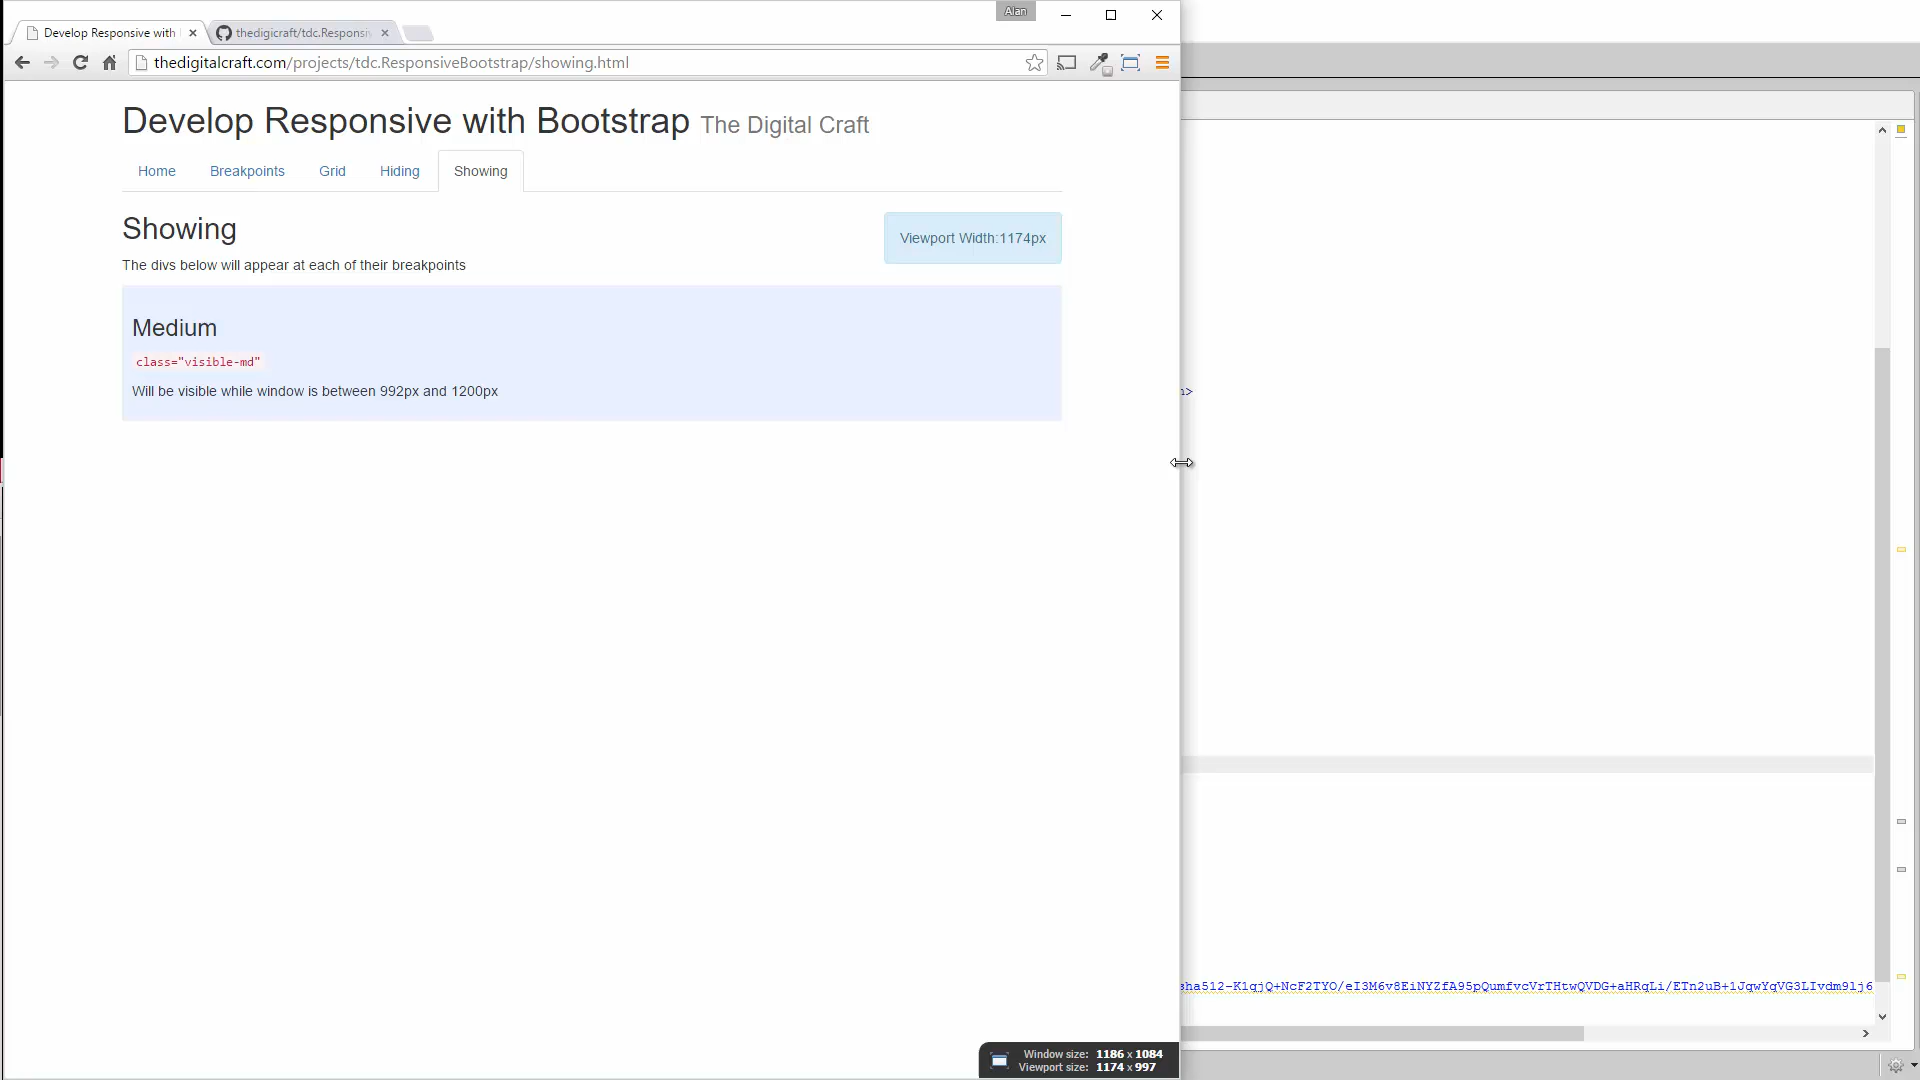 Alan
Develop Responsive with
thedigicraft/tdc.Responsi
thedigitalcraft.com/projects/tdc.ResponsiveBootstrap/showing.html
Develop Responsive with Bootstrap The Digital Craft
Home Breakpoints Grid Hiding Showing
Showing
Viewport Width:1174px
The divs below will appear at each of their breakpoints
Medium
class="visible-md"
Will be visible while window is between 992px and 1200px
Window size: 1186 x 1084
Viewport size: 1174 x 997